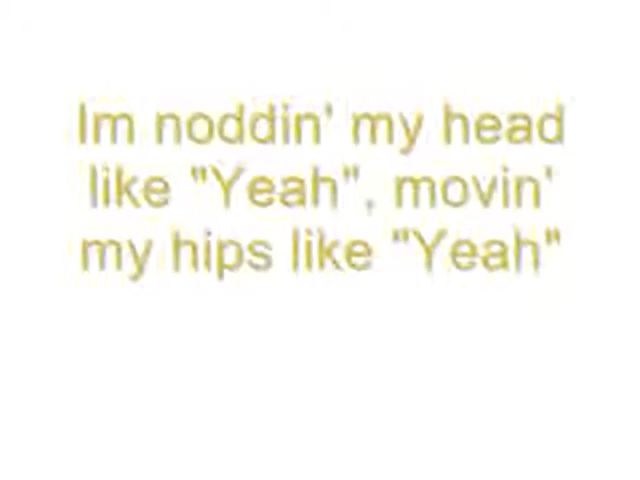 Im noddin' my head
like "Yeah", movin'
my hips like "Yeah"